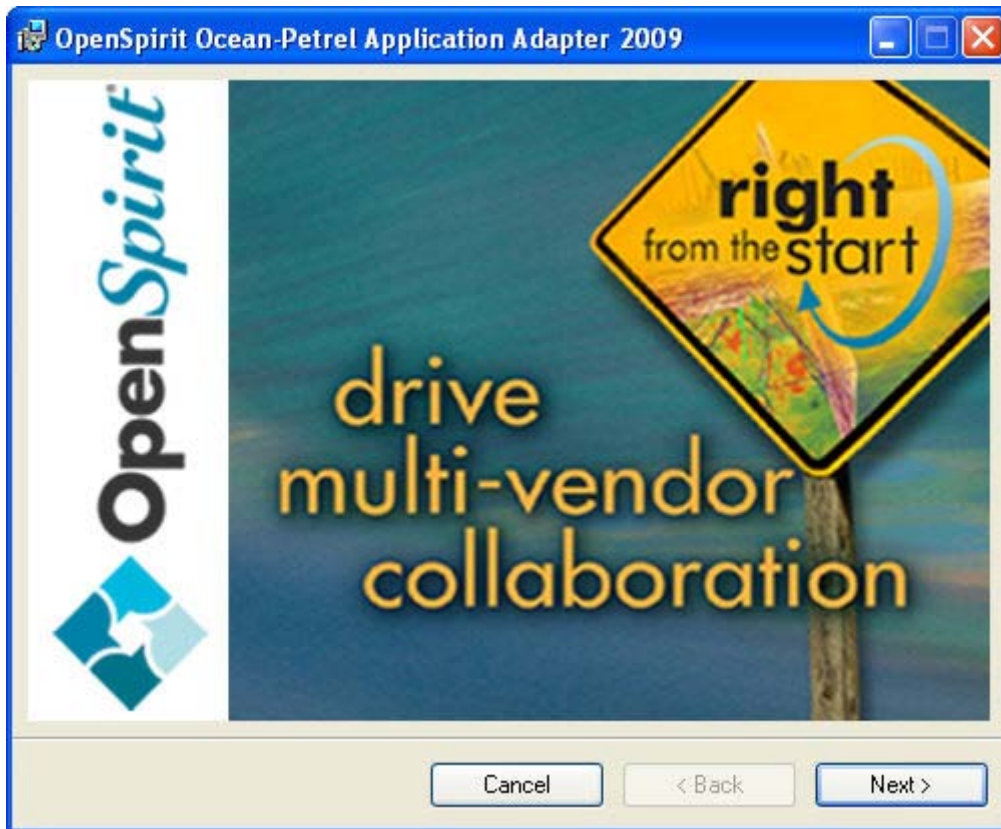 OpenSpirit Ocean-Petrel Application Adapter 2009
OpenSpirit
right
from the start
drive
multi-vendor
collaboration
Cancel
< Back
Next >